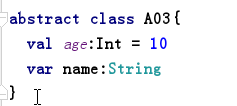 abstract class A03{
val age:Int = 10
var name:String
}